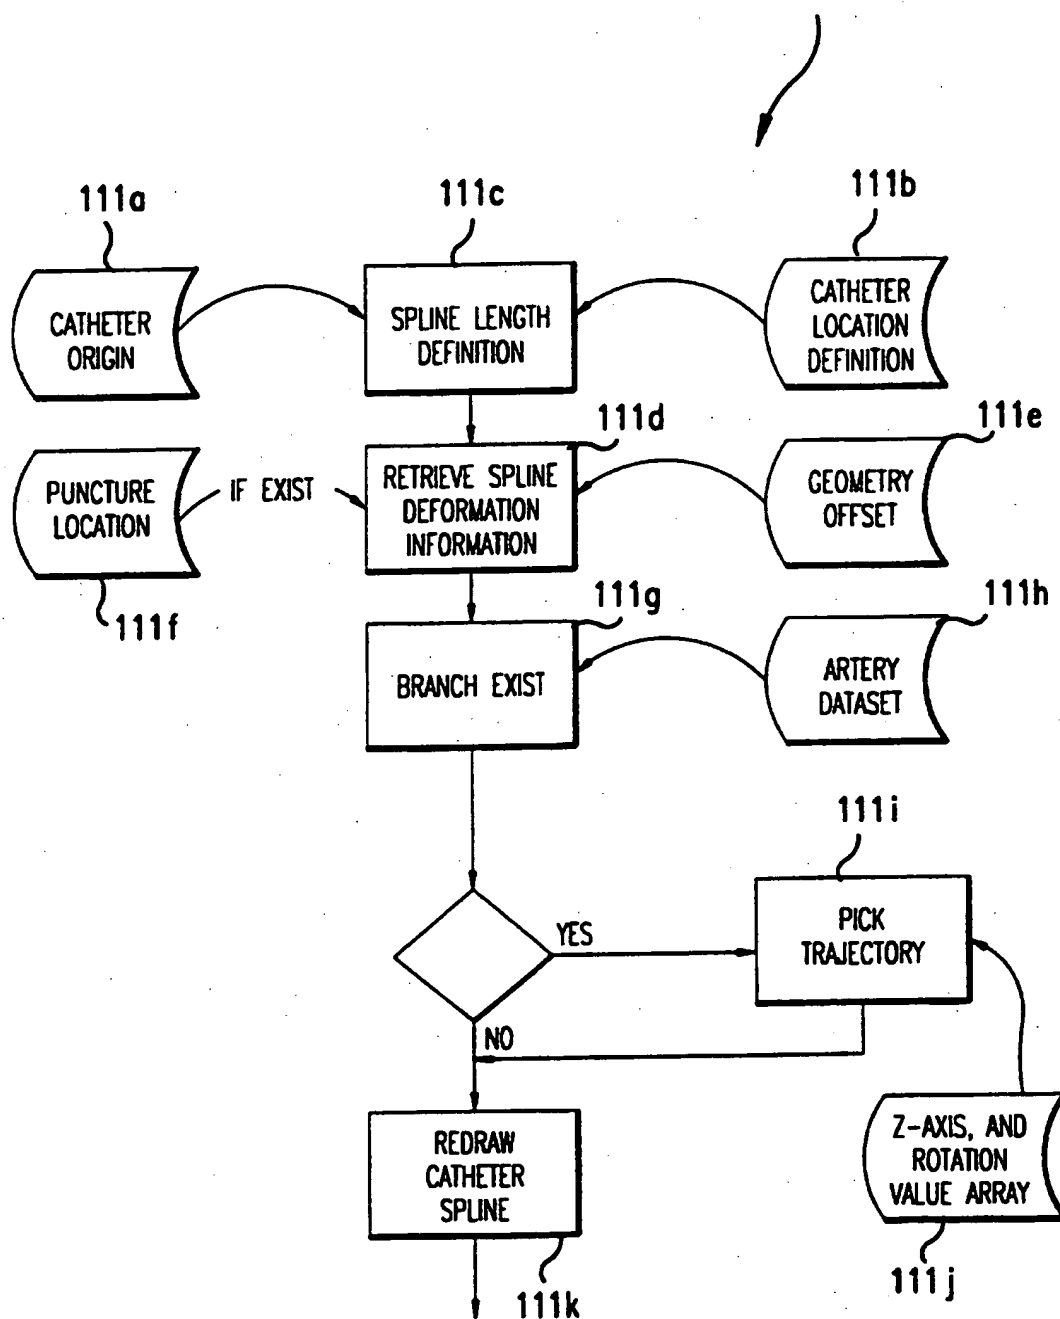 111a
111c
111b
CATHETER
ORIGIN
SPLINE LENGTH
DEFINITION
CATHETER
LOCATION
DEFINITION
111d
111e
PUNCTURE
LOCATION
IF EXIST
RETRIEVE SPLINE
DEFORMATION
INFORMATION
GEOMETRY
OFFSET
111f
111g
111h
BRANCH EXIST
ARTERY
DATASET
111i
YES
PICK
TRAJECTORY
NO
REDRAW
CATHETER
SPLINE
Z-AXIS, AND
ROTATION
VALUE ARRAY
111k
111j